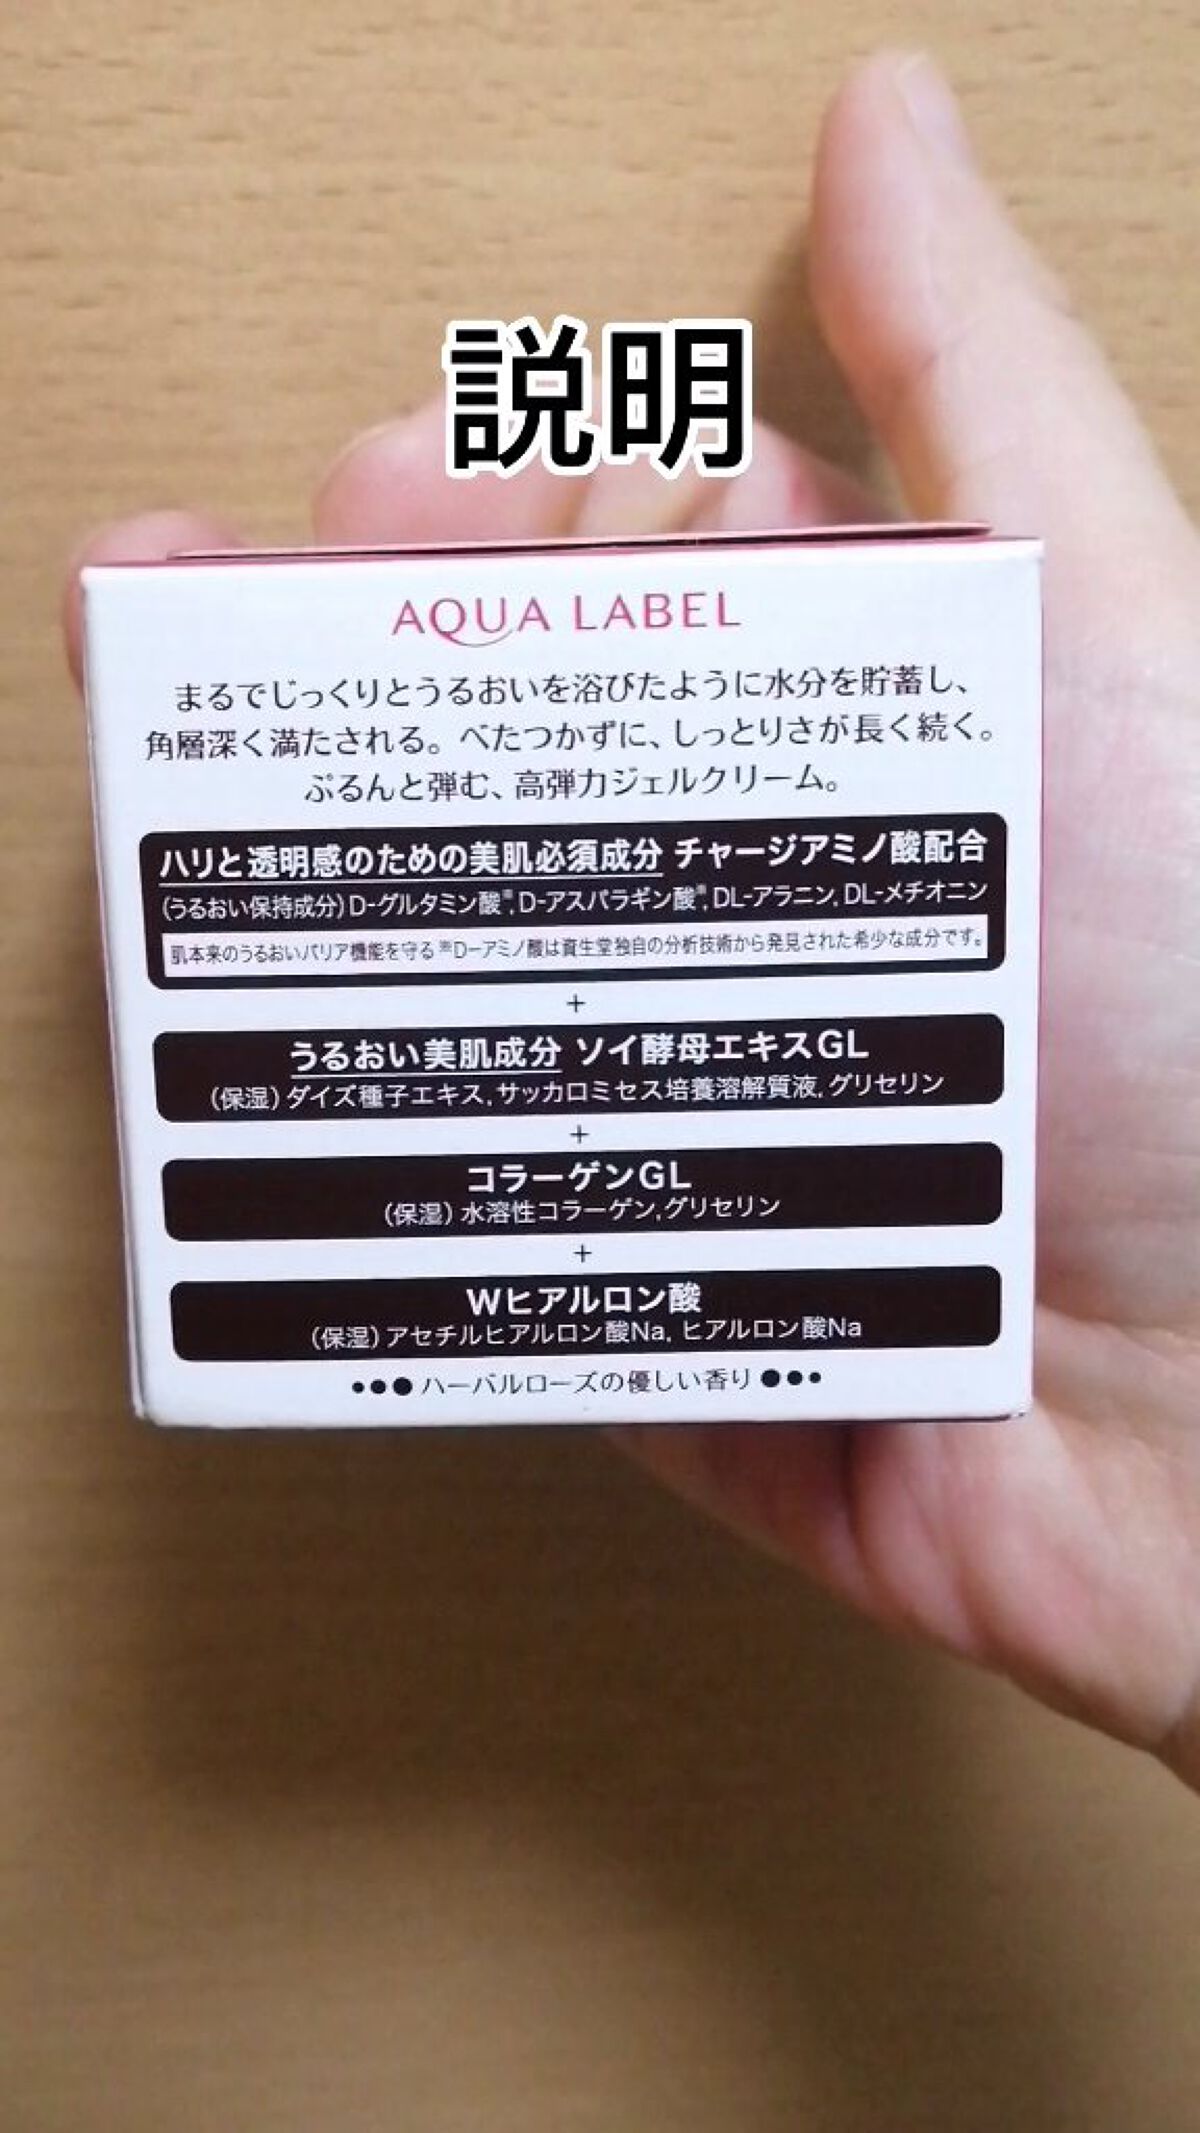 説明
AQUA LABEL
まるでじっくりとうるおいを浴びたように水分を貯蓄し、
角層深く満たされる。べたつかずに、しっとりさが長く続く。
ぷるんと弾む、高弾力ジェルクリーム。
ハリと透明感のための美肌必須成分 チャージアミノ酸配合
(うるおい保持成分) D-グルタミン酸※, D-アスパラギン酸※, DL-アラニン, DL-メチオニン
肌本来のうるおいバリア機能を守る ※D-アミノ酸は資生堂独自の分析技術から発見された希少な成分です。
+
うるおい美肌成分 ソイ酵母エキスGL
(保湿) ダイズ種子エキス, サッカロミセス培養溶解質液, グリセリン
+
コラーゲンGL
(保湿) 水溶性コラーゲン, グリセリン
+
Wヒアルロン酸
(保湿) アセチルヒアルロン酸Na, ヒアルロン酸Na
•●● ハーバルローズの優しい香り ●●•